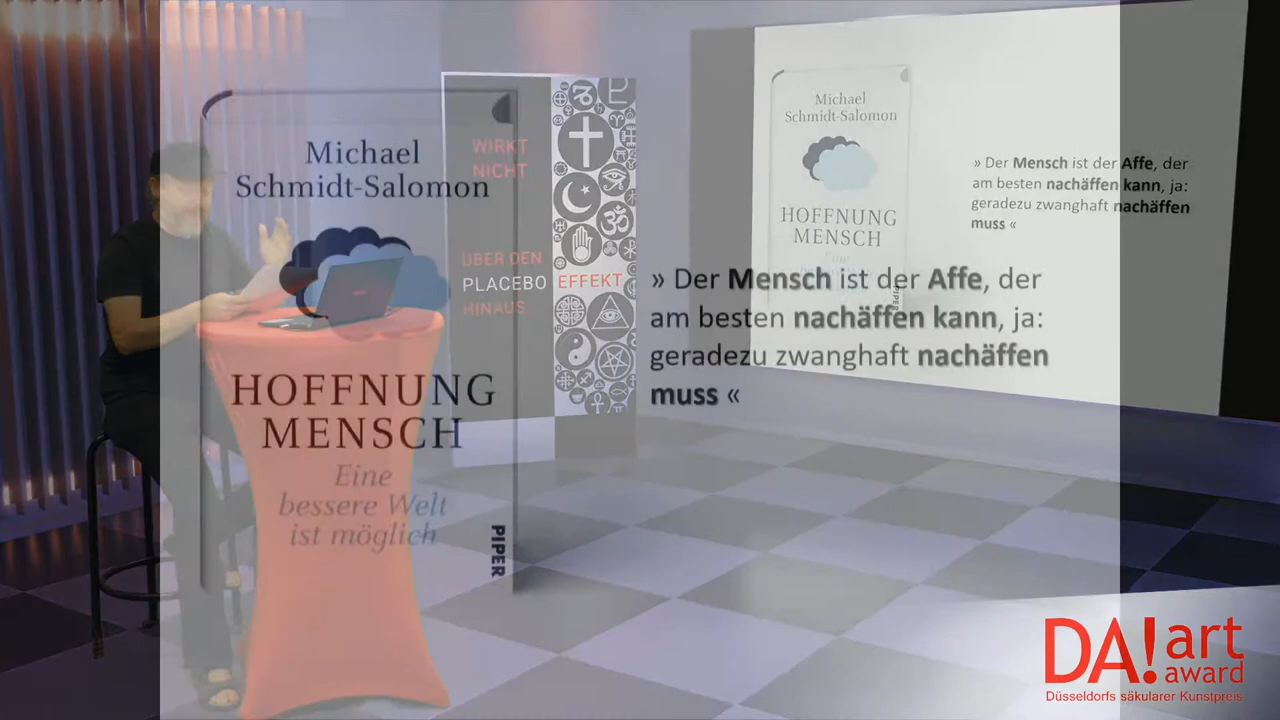 Michael
Schmidt-Salomon
HOFFNUNG
MENSCH
Eine
bessere Welt
ist möglich
PIPER
WIRKT
NICHT
ÜBER DEN
PLACEBO EFFEKT
HINAUS
» Der Mensch ist der Affe, der
am besten nachäffen kann, ja:
geradezu zwanghaft nachäffen
muss «
Michael
Schmidt-Salomon
HOFFNUNG
MENSCH
Eine
» Der Mensch ist der Affe, der
am besten nachäffen kann, ja:
geradezu zwanghaft nachäffen
muss «
DA!art
award
Düsseldorfs säkularer Kunstpreis